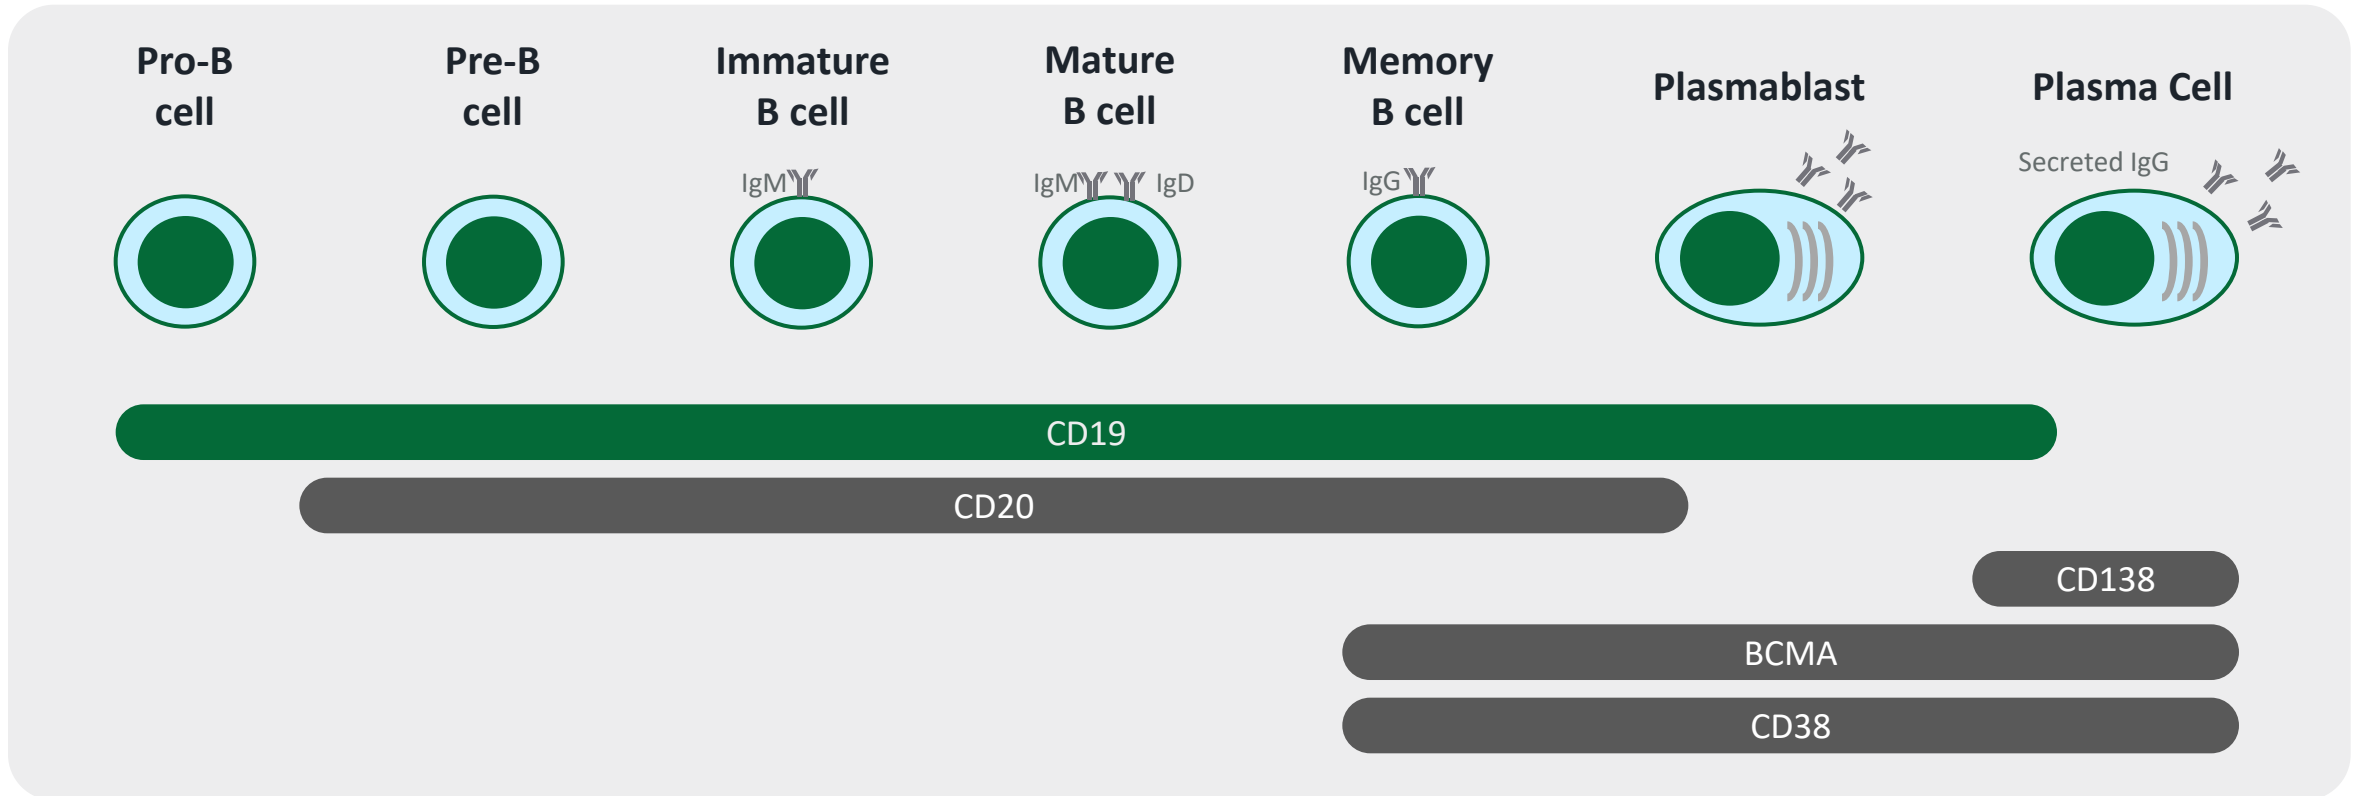 Pro-B
cell
Pre-B
cell
Immature
B cell
Mature
B cell
Memory
B cell
Plasmablast
Plasma Cell
IgM
IgM
IgD
IgG
Secreted IgG
CD19
CD20
CD138
BCMA
CD38